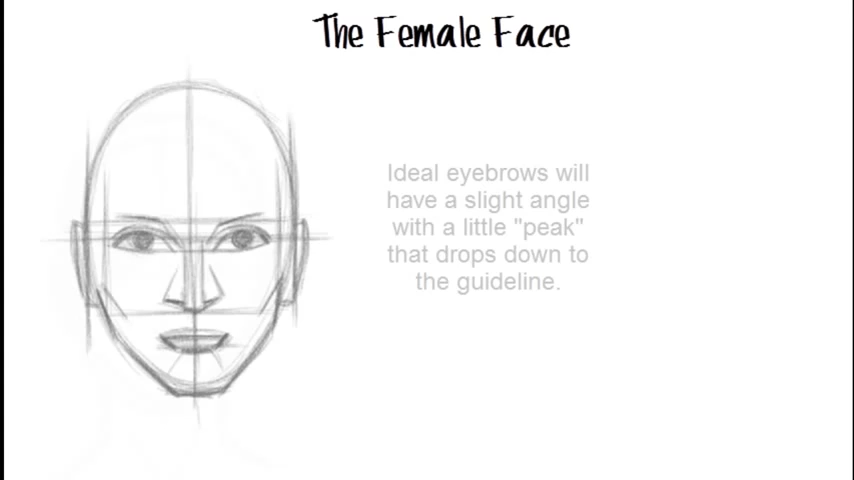 The Female Face
Ideal eyebrows will
have a slight angle
with a little "peak"
that drops down to
the guideline.